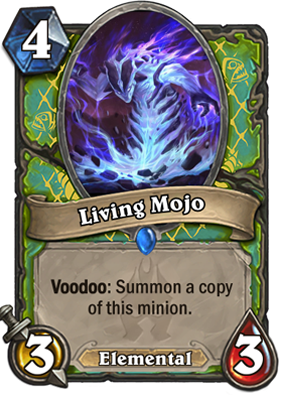 4
Living Mojo
Voodoo: Summon a copy
of this minion.
3
Elemental
3